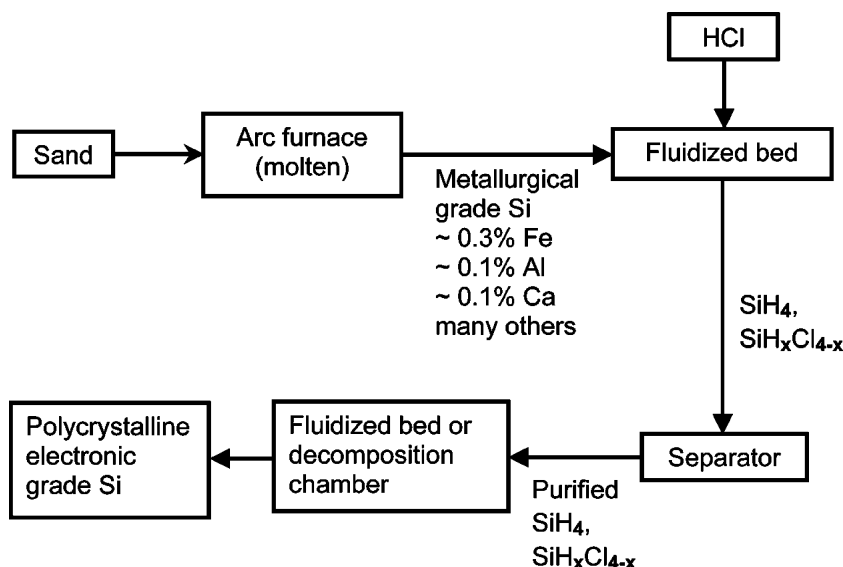 HCl
Sand
Arc furnace
(molten)
Fluidized bed
Metallurgical
grade Si
~ 0.3% Fe
~ 0.1% Al
~ 0.1% Ca
many others
SiH₄,
SiHₓCl₄₋ₓ
Separator
Purified
SiH₄,
SiHₓCl₄₋ₓ
Fluidized bed or
decomposition
chamber
Polycrystalline
electronic
grade Si